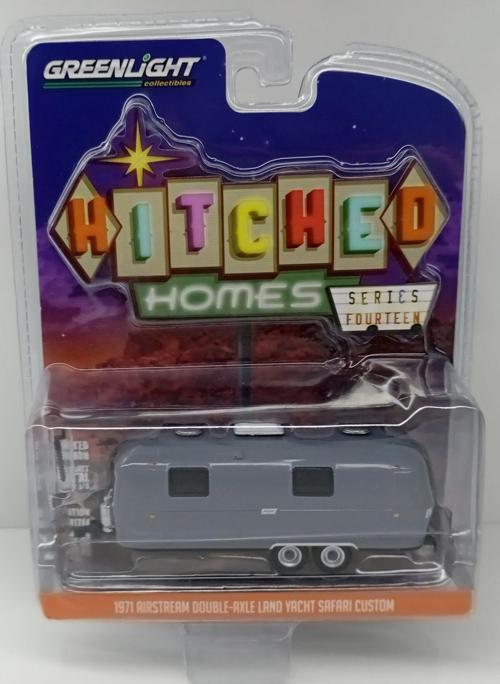 GREENLiGHT
collectibles
HITCHED
HOMES
SERIES
FOURTEEN
1971 AIRSTREAM DOUBLE-AXLE LAND YACHT SAFARI CUSTOM